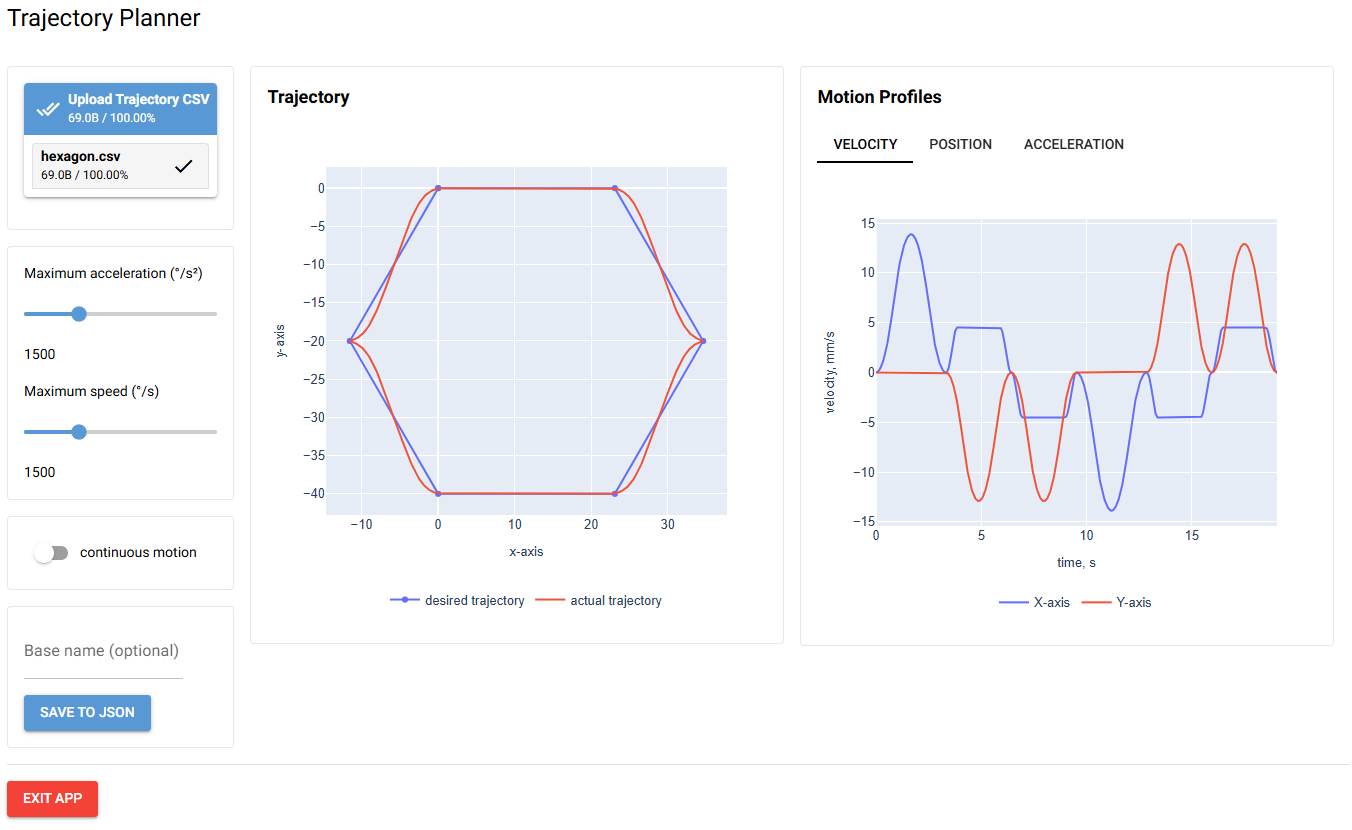 Trajectory Planner
Upload Trajectory CSV
69.0B / 100.00%
hexagon.csv
69.0B / 100.00%
Maximum acceleration (°/s²)
1500
Maximum speed (°/s)
1500
continuous motion
Base name (optional)
SAVE TO JSON
EXIT APP
Trajectory
0
−5
−10
−15
−20
−25
−30
−35
−40
y-axis
−10 0 10 20 30
x-axis
desired trajectory actual trajectory
Motion Profiles
VELOCITY POSITION ACCELERATION
15
10
5
0
−5
−10
−15
velocity, mm/s
0 5 10 15
time, s
X-axis Y-axis